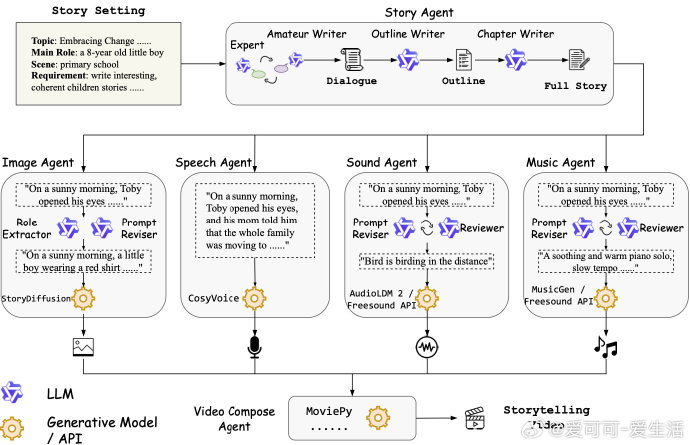 Story Setting
Topic: Embracing Change ......
Main Role: a 8-year old little boy
Scene: primary school
Requirement: write interesting,
coherent children stories ......
Story Agent
Amateur Writer
Outline Writer
Chapter Writer
Expert
Dialogue
Outline
Full Story
Image Agent
"On a sunny morning, Toby
opened his eyes ......"
Role
Extractor
Prompt
Reviser
"On a sunny morning, a little
boy wearing a red shirt ......"
StoryDiffusion
Speech Agent
"On a sunny morning,
Toby opened his eyes,
and his mom told him
that the whole family
was moving to ......"
CosyVoice
Sound Agent
"On a sunny morning, Toby
opened his eyes ......"
Prompt
Reviser
Reviewer
"Bird is birding in the distance"
AudioLDM 2 /
Freesound API
Music Agent
"On a sunny morning, Toby
opened his eyes ......"
Prompt
Reviser
Reviewer
"A soothing and warm piano solo,
slow tempo ......"
MusicGen /
Freesound API
LLM
Generative Model
/ API
Video Compose
Agent
MoviePy
......
Storytelling
Video
@爱可可-爱生活